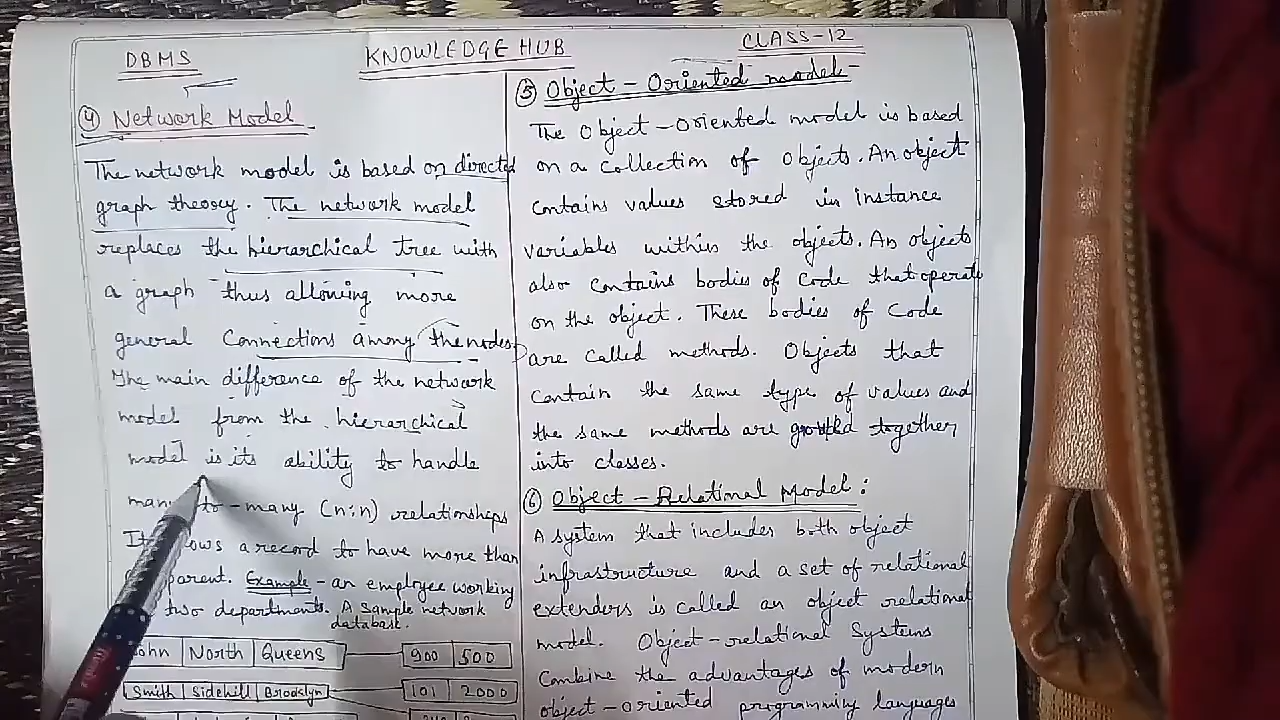 DBMS
KNOWLEDGE HUB
CLASS-12
④ Network Model
The network model is based on directed
graph theory. The network model
replaces the hierarchical tree with
a graph thus allowing more
general Connections among the nodes
The main difference of the network
model from the hierarchical
model is its ability to handle
many to-many (n:n) relationships
a record to have more than
parent. Example - an employee working
two departments. A Sample network
database.
North Queens 900 500
Smith Sidehill Brooklyn 101 2000
⑤ Object - Oriented model -
The Object-Oriented model is based
on a Collection of Objects. An object
Contains values stored in instance
variables within the objects. An objects
also Contains bodies of Code that operate
on the object. These bodies of Code
are Called methods. Objects that
Contain the same type of values and
the same methods are together
into classes.
⑥ Object - Relational Model:
A system that includes both object
infrastructure and a set of relational
extenders is called an object relational
model. Object-relational Systems
Combine the advantages of modern
object-oriented programming languages